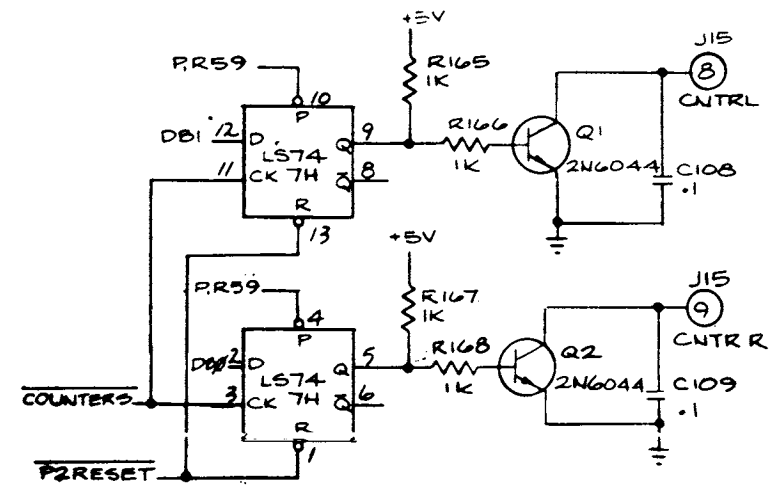 +5V
J15
P,R59
R165
1K
8
10
CNTRL
P
R166
Q1
DB1
12
D
Q
9
LS74
1K
11
CK
7H
Q
8
2N6044
C108
.1
R
13
+5V
J15
P,R59
R167
1K
9
4
CNTR R
P
R168
Q2
DB0
2
D
Q
5
LS74
1K
COUNTERS
3
CK
7H
Q
6
2N6044
C109
.1
R
1
P2RESET